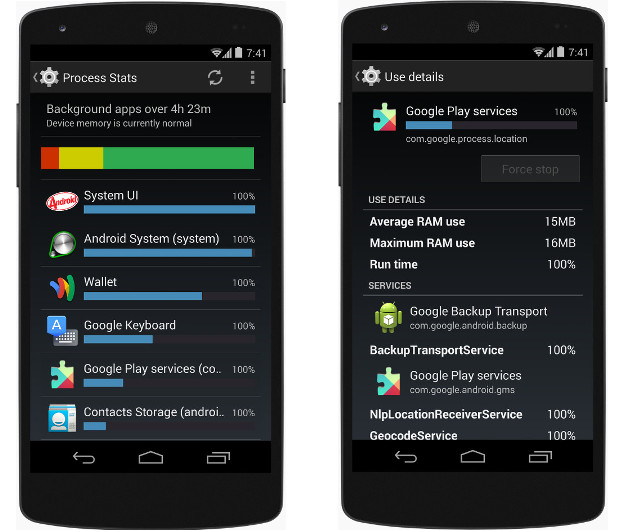 7:41
Process Stats
Background apps over 4h 23m
Device memory is currently normal
System UI 100%
Android
Android System (system) 100%
Wallet 100%
Google Keyboard 100%
A
Google Play services (co.. 100%
Contacts Storage (androi.. 100%
7:41
Use details
Google Play services 100%
com.google.process.location
Force stop
USE DETAILS
Average RAM use 15MB
Maximum RAM use 16MB
Run time 100%
SERVICES
Google Backup Transport
com.google.android.backup
BackupTransportService 100%
Google Play services
com.google.android.gms
NlpLocationReceiverService 100%
GeocodeService 100%